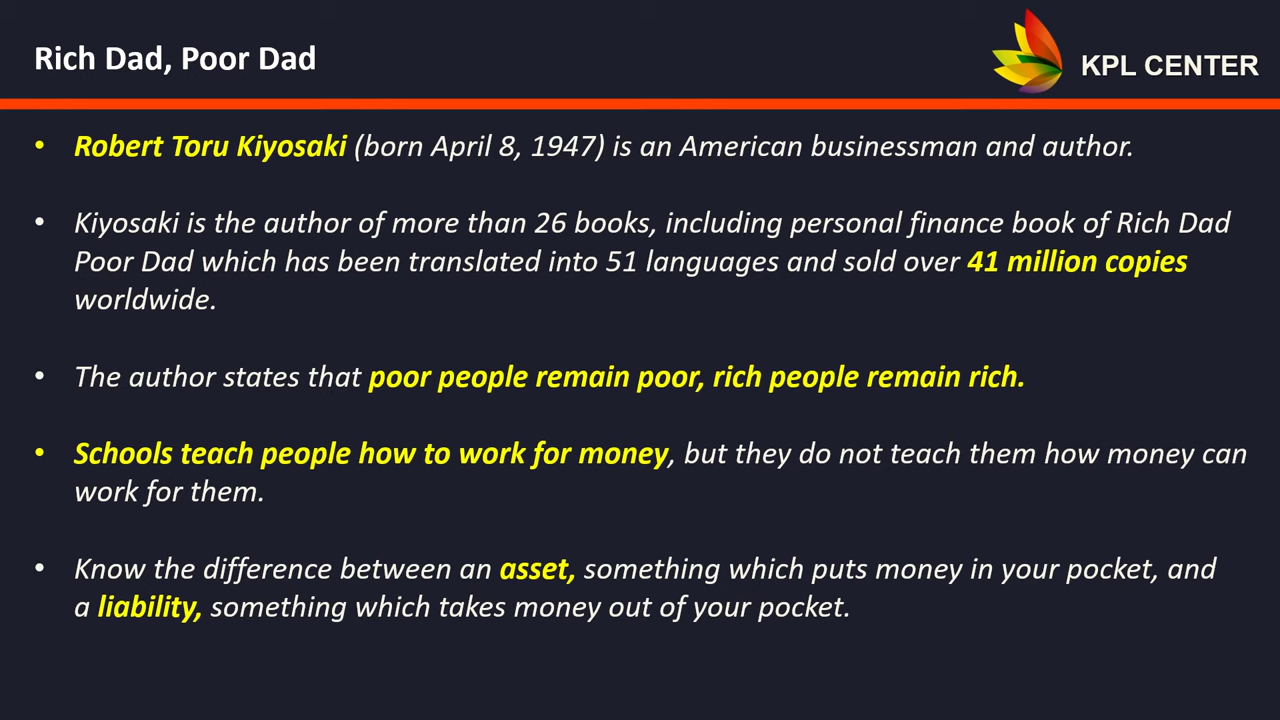 Rich Dad, Poor Dad
KPL CENTER
• Robert Toru Kiyosaki (born April 8, 1947) is an American businessman and author.
• Kiyosaki is the author of more than 26 books, including personal finance book of Rich Dad
Poor Dad which has been translated into 51 languages and sold over 41 million copies
worldwide.
• The author states that poor people remain poor, rich people remain rich.
• Schools teach people how to work for money, but they do not teach them how money can
work for them.
• Know the difference between an asset, something which puts money in your pocket, and
a liability, something which takes money out of your pocket.